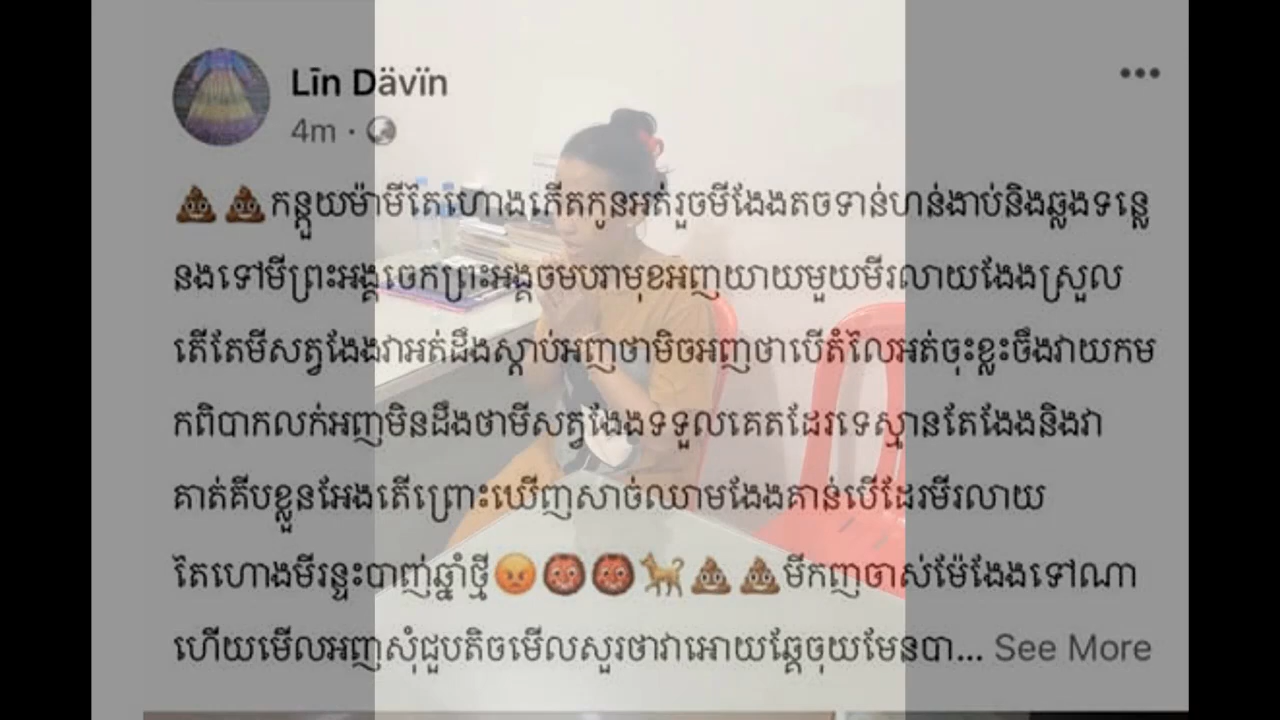 Līn Dävïn
4m ·
💩 💩កន្ដួយម៉ាមីតៃហោងកើតកូនអត់រួចមីងែងតចទាន់ហន់ងាប់និងឆ្លងទន្លេ
នងទៅមីព្រះអង្គចេកព្រះអង្គចមបរាមុខអញយាយមួយមីរលាយងែងស្រួល
តើតែមីសត្វងែងវាអត់ដឹងស្ដាប់អញថាមិចអញថាបើតំលៃអត់ចុះខ្លះចឹងវាយកម
កពិបាកលក់អញមិនដឹងថាមីសត្វងែងទទួលគេតដែរទេស្មានតែងែងនិងវា
គាត់គីបខ្លួនអែងតើព្រោះឃើញសាច់ឈាមងែងគាន់បើដែរមីរលាយ
តៃហោងមីរន្ទះបាញ់ឆ្នាំថ្មី😡👹👹🐕💩💩មីកញចាស់ម៉ែងែងទៅណា
ហើយមើលអញសុំជួបតិចមើលសួរថាវាអោយឆ្កែចុយមែនបា... See More